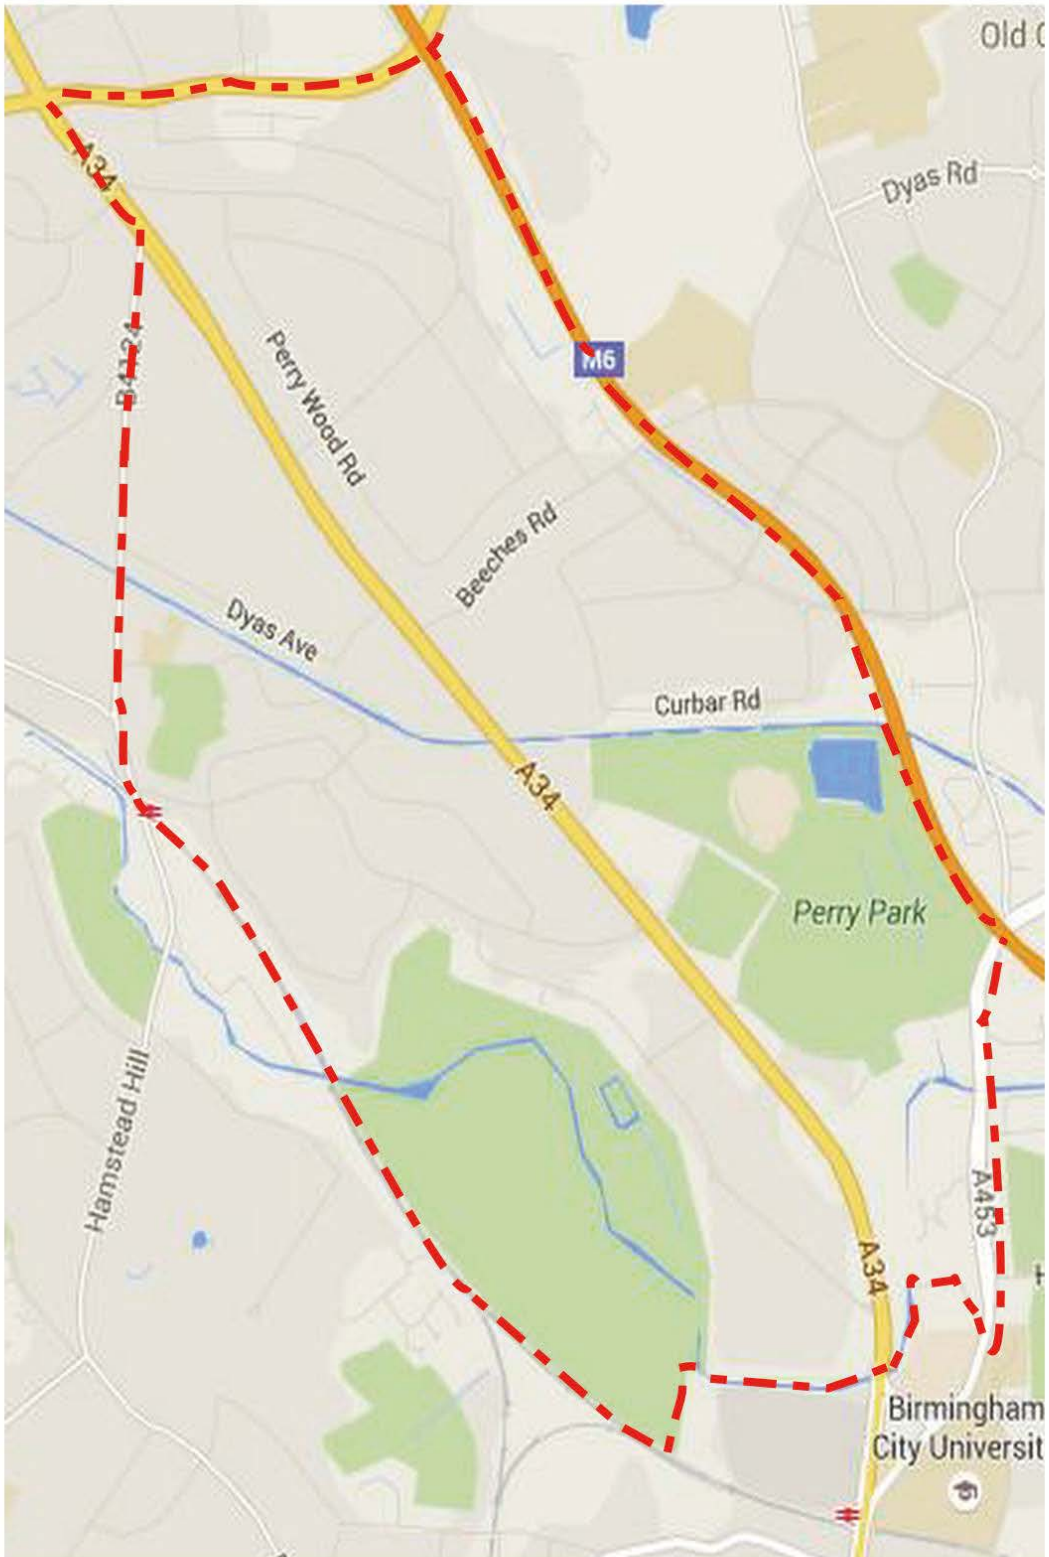 Old
Dyas Rd
A34
B4124
M6
Perry Wood Rd
Beeches Rd
Dyas Ave
Curbar Rd
A34
Perry Park
Hamstead Hill
A453
A34
H
Birmingham
City Universit